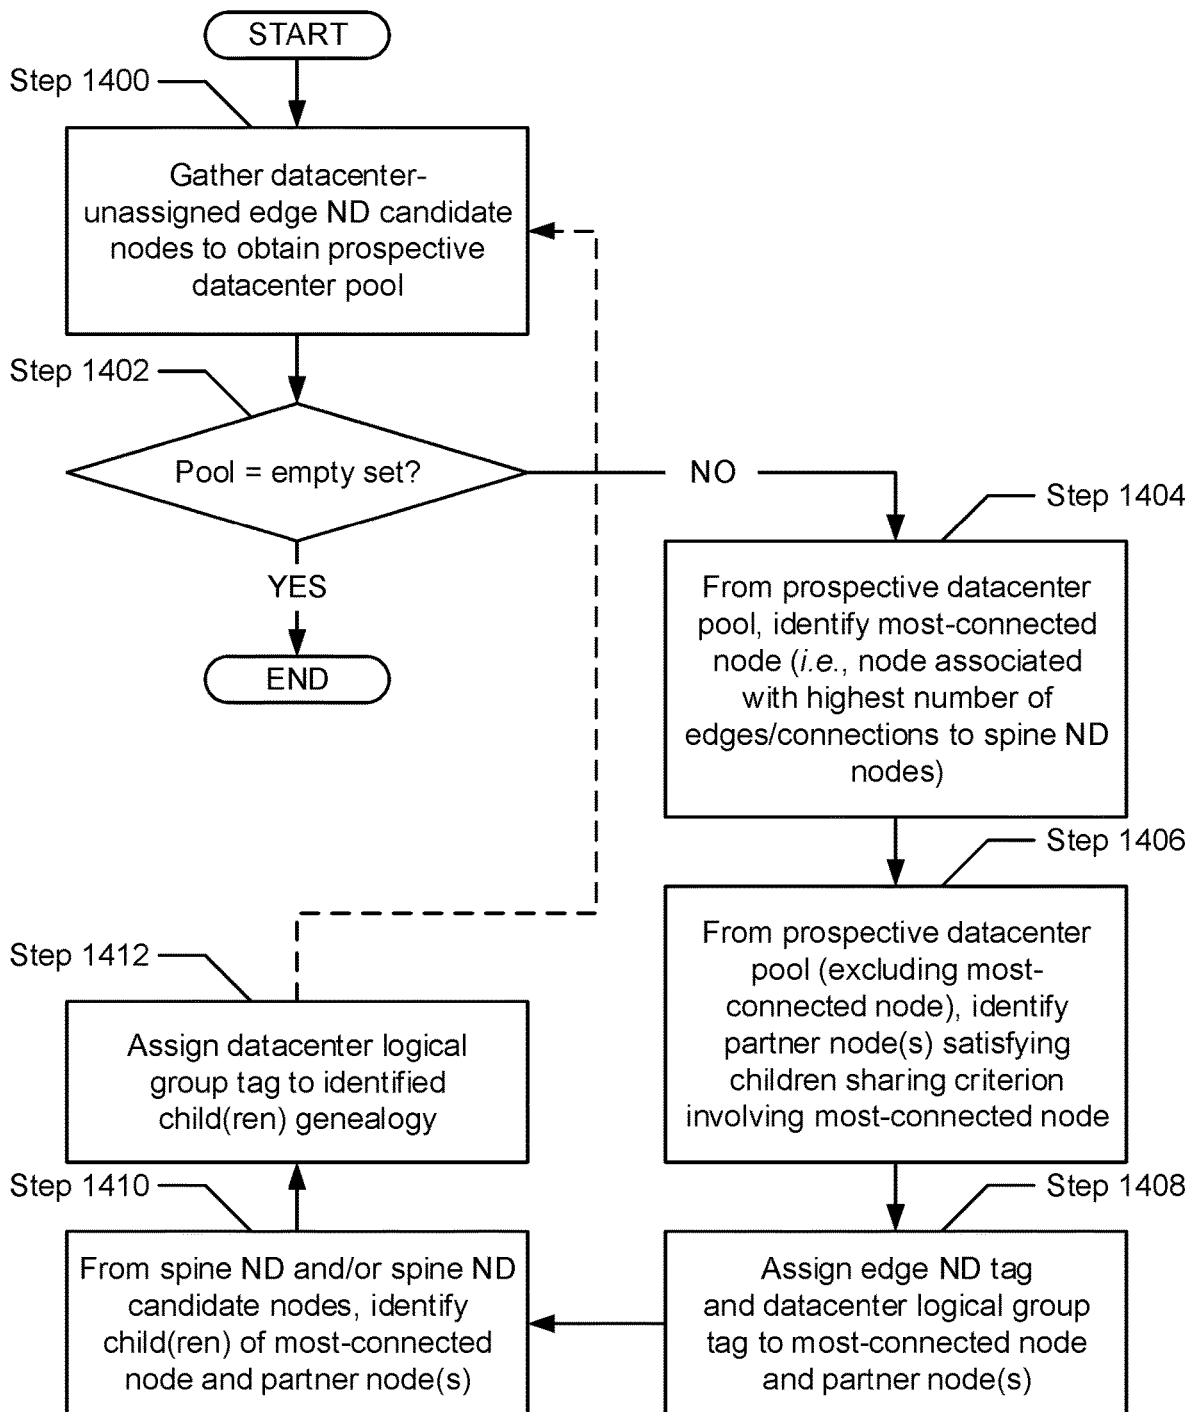 START
Step 1400
Gather datacenter-
unassigned edge ND candidate
nodes to obtain prospective
datacenter pool
Step 1402
Pool = empty set?
NO
YES
END
Step 1404
From prospective datacenter
pool, identify most-connected
node (i.e., node associated
with highest number of
edges/connections to spine ND
nodes)
Step 1406
From prospective datacenter
pool (excluding most-
connected node), identify
partner node(s) satisfying
children sharing criterion
involving most-connected node
Step 1408
Assign edge ND tag
and datacenter logical group
tag to most-connected node
and partner node(s)
Step 1410
From spine ND and/or spine ND
candidate nodes, identify
child(ren) of most-connected
node and partner node(s)
Step 1412
Assign datacenter logical
group tag to identified
child(ren) genealogy